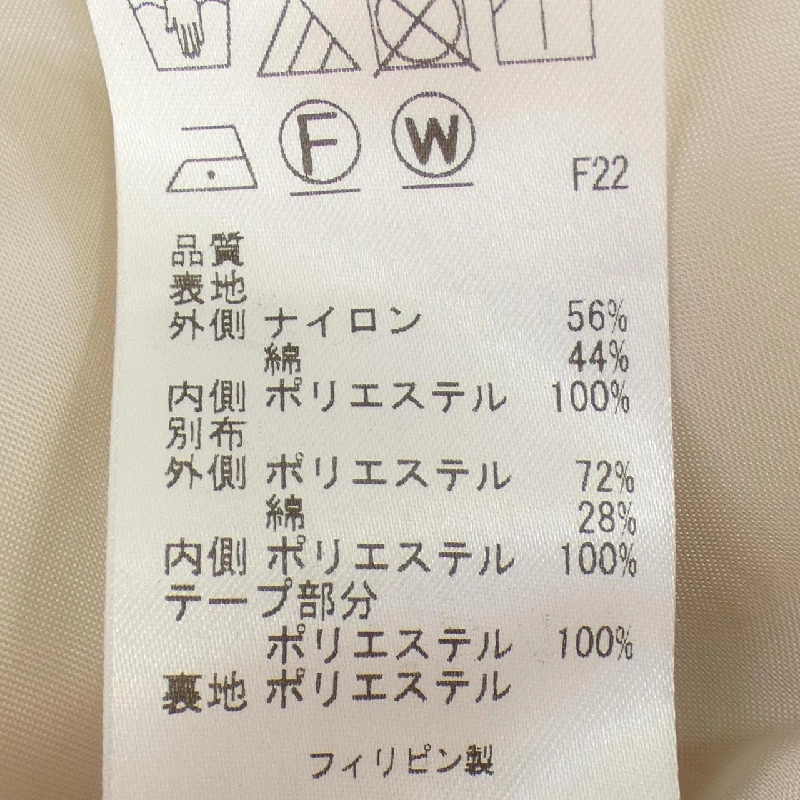 F W
F22
品質
表地
外側 ナイロン 56%
綿 44%
内側 ポリエステル 100%
別布
外側 ポリエステル 72%
綿 28%
内側 ポリエステル 100%
テープ部分
ポリエステル 100%
裏地 ポリエステル
フィリピン製